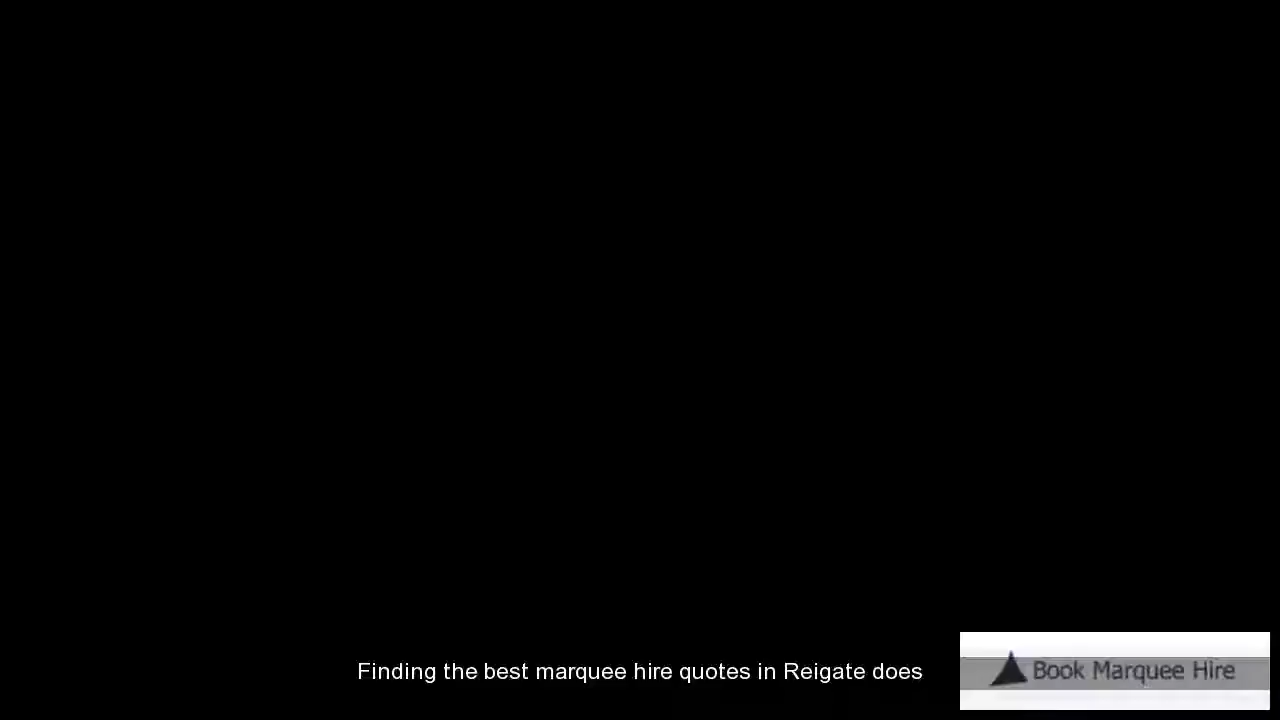 Finding the best marquee hire quotes in Reigate does
Book Marquee Hire